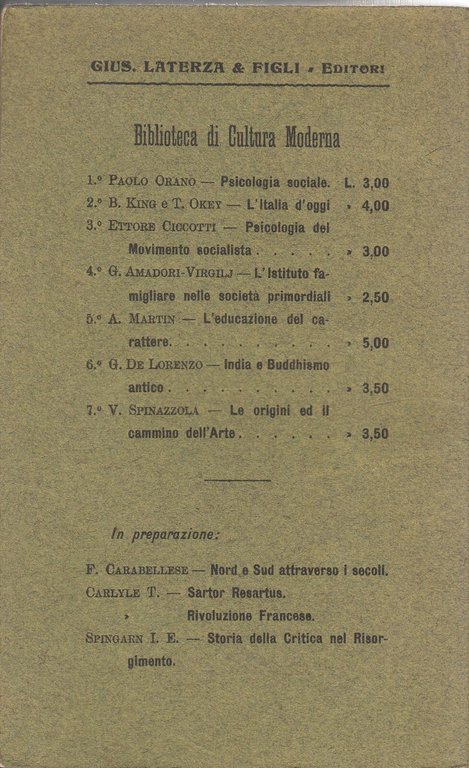 GIUS. LATERZA & FIGLI - EDITORI
Biblioteca di Cultura Moderna
1.° PAOLO ORANO — Psicologia sociale. L. 3,00
2.° B. KING e T. OKEY — L'Italia d'oggi » 4,00
3.° ETTORE CICCOTTI — Psicologia del
Movimento socialista . . . . . » 3,00
4.° G. AMADORI-VIRGILJ — L'Istituto fa-
migliare nelle società primordiali » 2,50
5.° A. MARTIN — L'educazione del ca-
rattere. . . . . . . . . . . » 5,00
6.° G. DE LORENZO — India e Buddhismo
antico . . . . . . . . . . . » 3,50
7.° V. SPINAZZOLA — Le origini ed il
cammino dell'Arte . . . . . . » 3,50
In preparazione:
F. CARABELLESE — Nord e Sud attraverso i secoli.
CARLYLE T. — Sartor Resartus.
» Rivoluzione Francese.
SPINGARN I. E. — Storia della Critica nel Risor-
gimento.